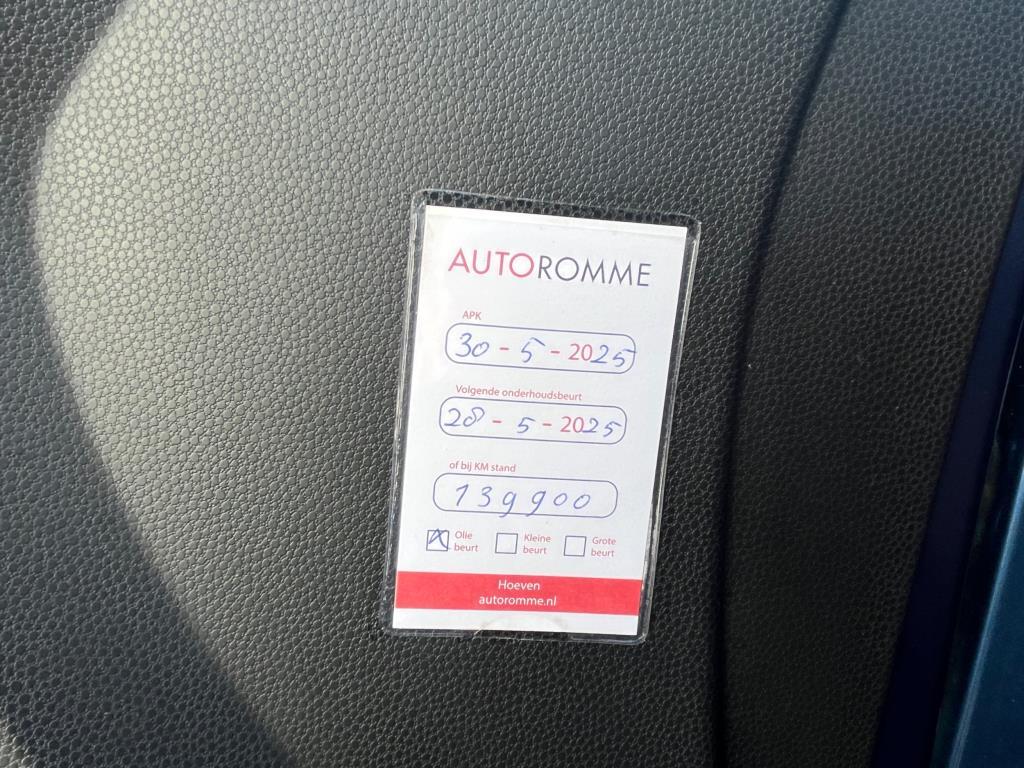 AUTOROMME
APK
30 - 5 - 2025
Volgende onderhoudsbeurt
28 - 5 - 2025
of bij KM stand
139900
Olie beurt
Kleine beurt
Grote beurt
Hoeven
autoromme.nl